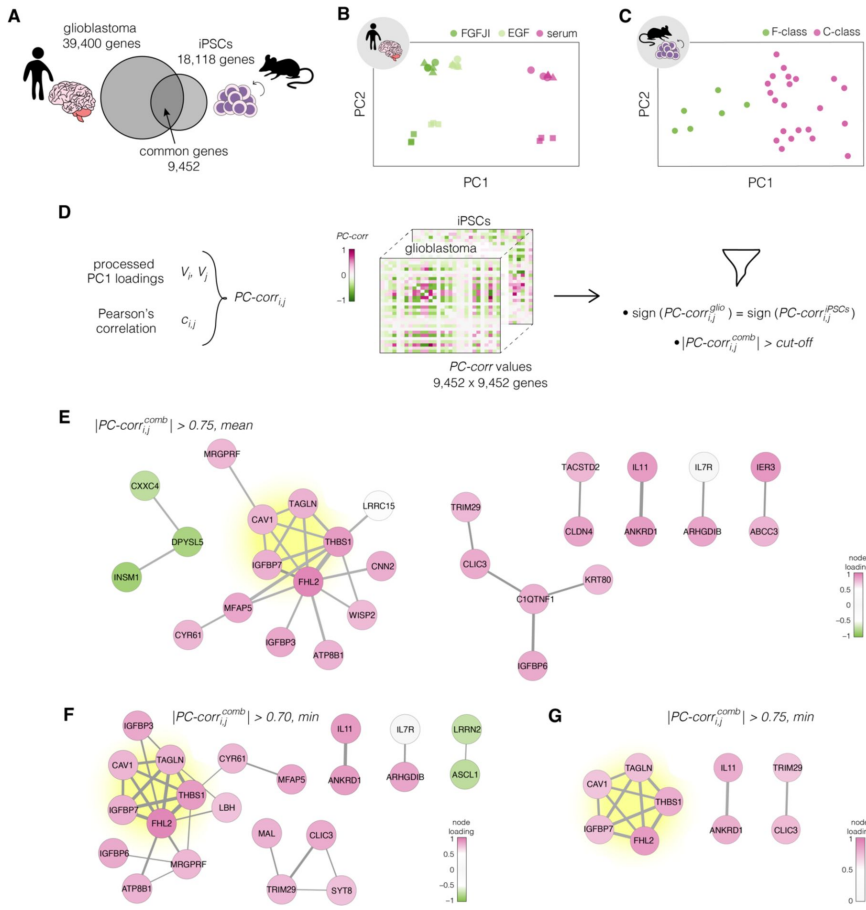 A
glioblastoma
39,400 genes
iPSCs
18,118 genes
common genes
9,452
B
FGFJI
EGF
serum
PC2
PC1
C
F-class
C-class
PC2
PC1
D
processed
PC1 loadings
V_i, V_j
Pearson's
correlation
c_i,j
PC-corr_i,j
PC-corr
1
0
−1
iPSCs
glioblastoma
PC-corr values
9,452 x 9,452 genes
• sign (PC-corr_i,j^glio) = sign (PC-corr_i,j^iPSCs)
• |PC-corr_i,j^comb| > cut-off
E
|PC-corr_i,j^comb| > 0.75, mean
MRGPRF
CXXC4
DPYSL5
INSM1
TAGLN
LRRC15
CAV1
THBS1
IGFBP7
FHL2
CNN2
MFAP5
WISP2
CYR61
IGFBP3
ATP8B1
TRIM29
CLIC3
KRT80
C1QTNF1
IGFBP6
TACSTD2
CLDN4
IL11
ANKRD1
IL7R
ARHGDIB
IER3
ABCC3
node
loading
1
0.5
0
−0.5
−1
F
|PC-corr_i,j^comb| > 0.70, min
IGFBP3
CAV1
TAGLN
CYR61
THBS1
MFAP5
IGFBP7
LBH
FHL2
IGFBP6
MRGPRF
ATP8B1
IL11
ANKRD1
IL7R
ARHGDIB
LRRN2
ASCL1
MAL
CLIC3
TRIM29
SYT8
node
loading
1
0.5
0
−0.5
−1
G
|PC-corr_i,j^comb| > 0.75, min
TAGLN
CAV1
THBS1
IGFBP7
FHL2
IL11
ANKRD1
TRIM29
CLIC3
node
loading
1
0.5
0